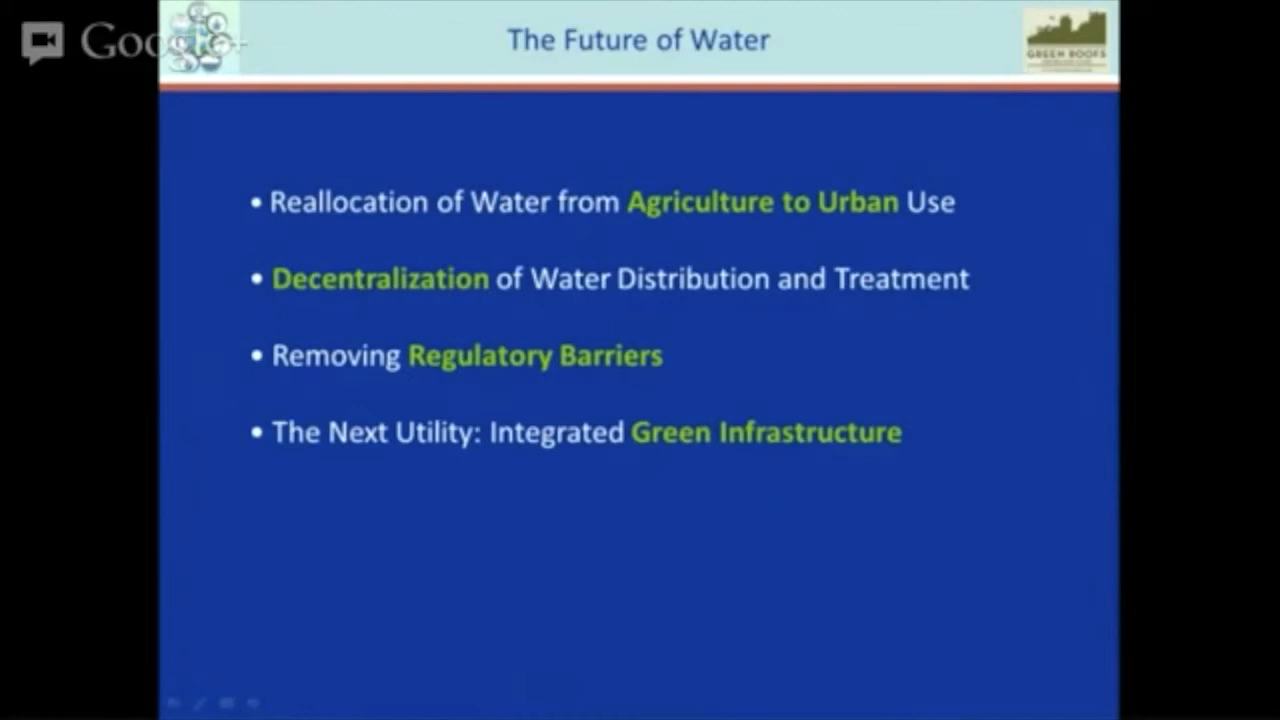 Google+
The Future of Water
GREEN ROOFS
• Reallocation of Water from Agriculture to Urban Use
• Decentralization of Water Distribution and Treatment
• Removing Regulatory Barriers
• The Next Utility: Integrated Green Infrastructure